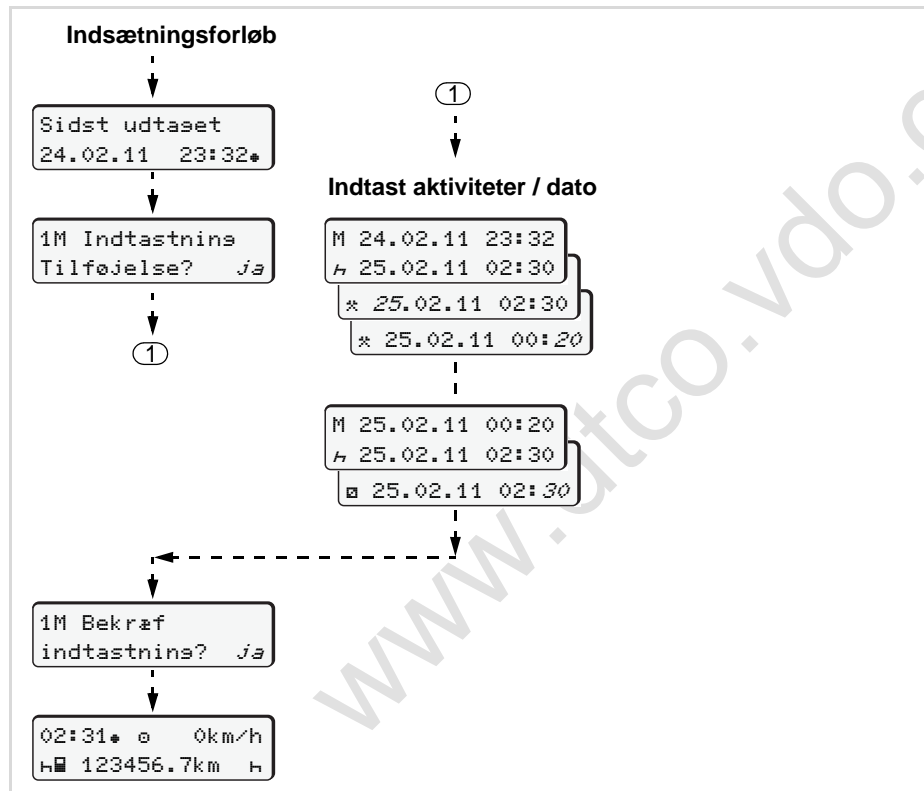 Indsætningsforløb
Sidst udtaget
24.02.11 23:32
1M Indtastning
Tilføjelse? ja
1
1
Indtast aktiviteter / dato
M 24.02.11 23:32
25.02.11 02:30
25.02.11 02:30
25.02.11 00:20
M 25.02.11 00:20
25.02.11 02:30
25.02.11 02:30
1M Bekræf
indtastning? ja
02:31 0km/h
123456.7km
www.dtco.vdo.